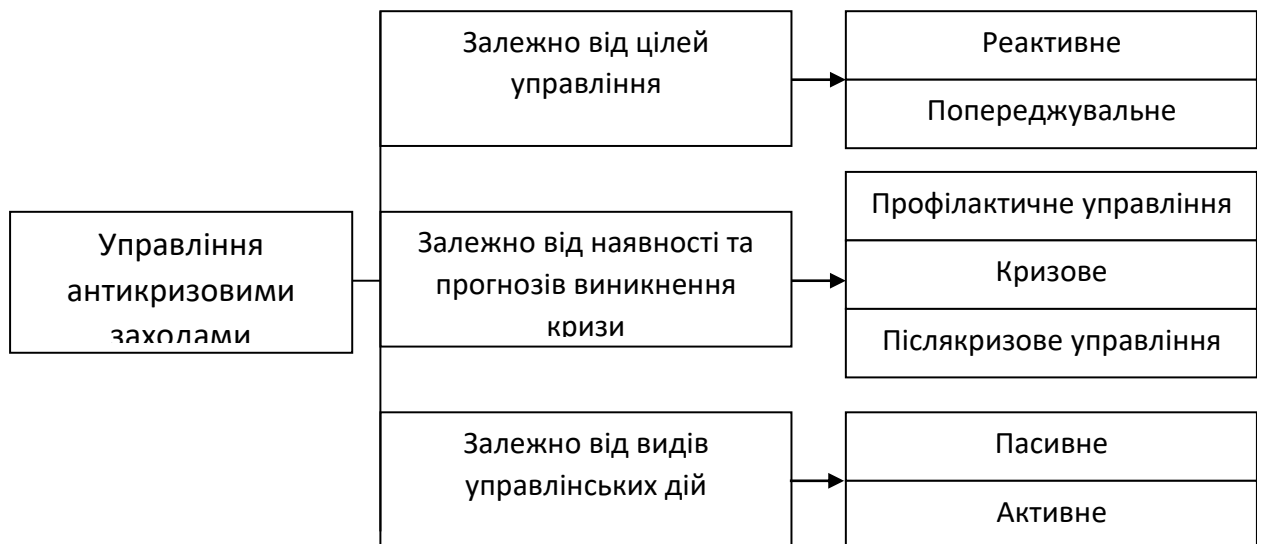 Управління
антикризовими
заходами
Залежно від цілей
управління
Реактивне
Попереджувальне
Залежно від наявності та
прогнозів виникнення
кризи
Профілактичне управління
Кризове
Післякризове управління
Залежно від видів
управлінських дій
Пасивне
Активне